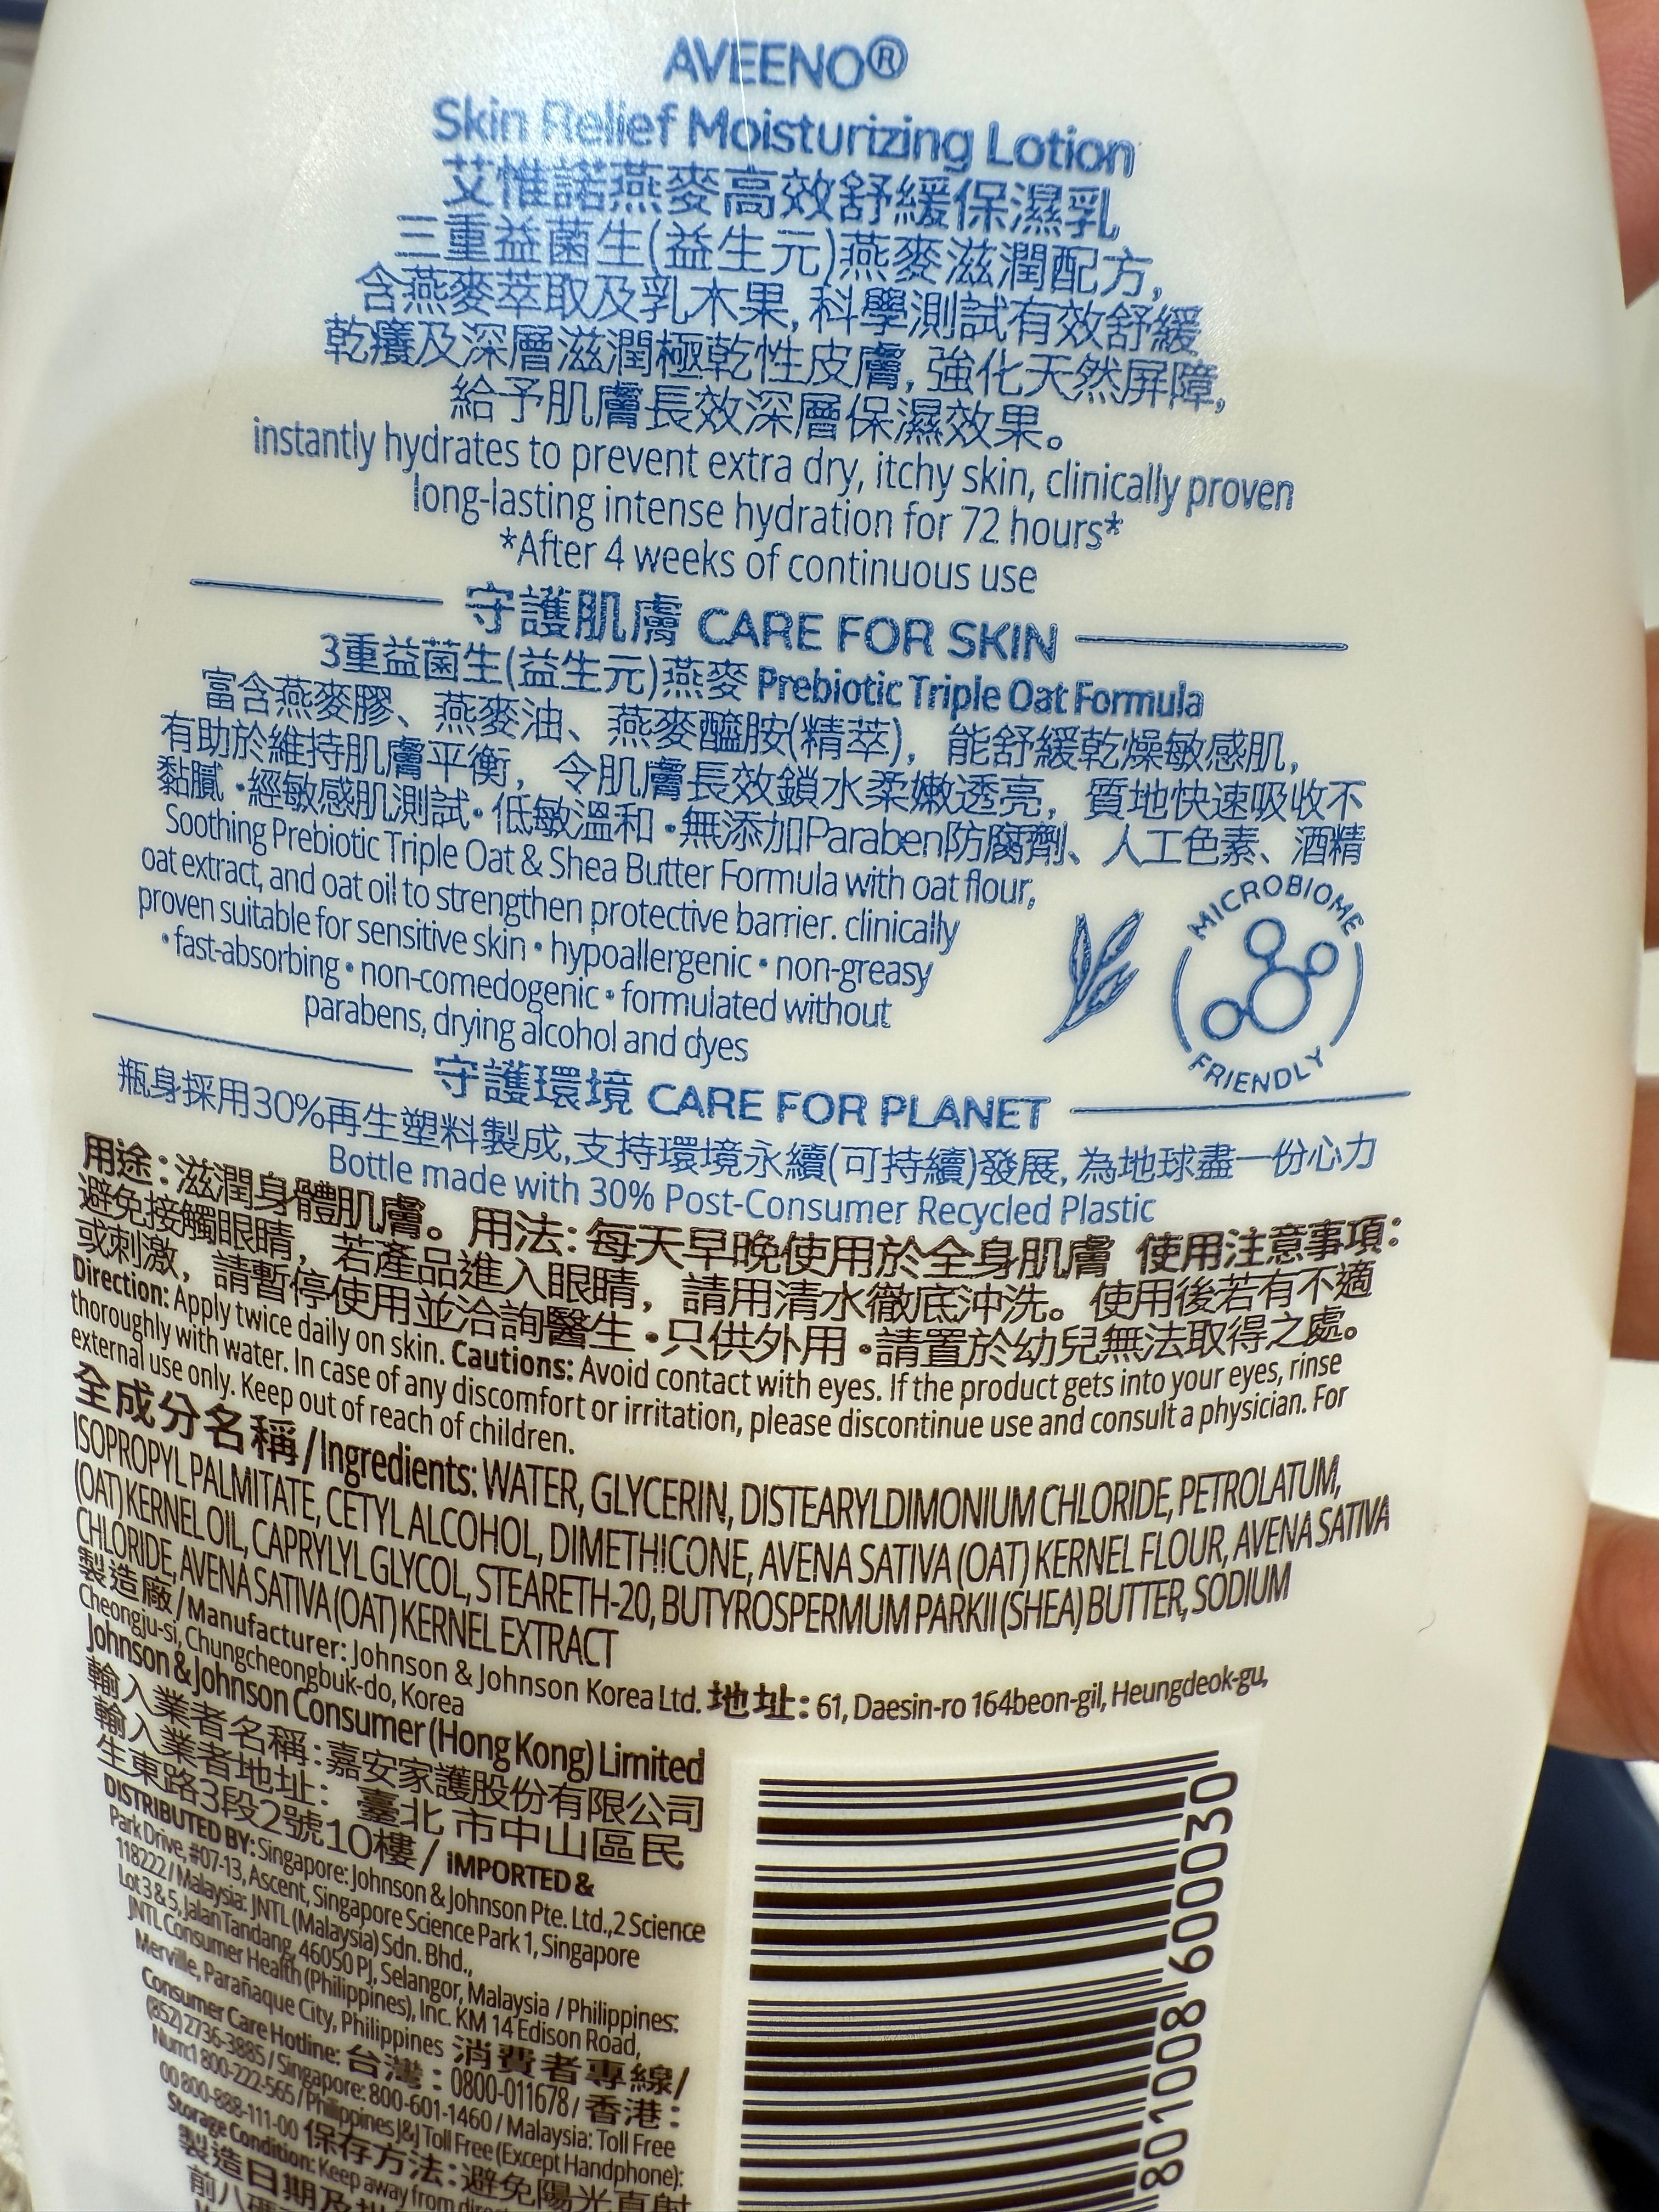 AVEENO®
Skin Relief Moisturizing Lotion
艾惟諾燕麥高效舒緩保濕乳
三重益菌生(益生元)燕麥滋潤配方,
含燕麥萃取及乳木果, 科學測試有效舒緩
乾癢及深層滋潤極乾性皮膚, 強化天然屏障,
給予肌膚長效深層保濕效果。
instantly hydrates to prevent extra dry, itchy skin, clinically proven
long-lasting intense hydration for 72 hours*
*After 4 weeks of continuous use
守護肌膚 CARE FOR SKIN
3重益菌生(益生元)燕麥 Prebiotic Triple Oat Formula
富含燕麥膠、燕麥油、燕麥醯胺(精萃), 能舒緩乾燥敏感肌,
有助於維持肌膚平衡, 令肌膚長效鎖水柔嫩透亮, 質地快速吸收不
黏膩 •經敏感肌測試• 低敏溫和 •無添加Paraben防腐劑、人工色素、酒精
Soothing Prebiotic Triple Oat & Shea Butter Formula with oat flour,
oat extract, and oat oil to strengthen protective barrier. clinically
proven suitable for sensitive skin • hypoallergenic • non-greasy
• fast-absorbing • non-comedogenic • formulated without
parabens, drying alcohol and dyes
MICROBIOME
FRIENDLY
守護環境 CARE FOR PLANET
瓶身採用30%再生塑料製成,支持環境永續(可持續)發展, 為地球盡一份心力
Bottle made with 30% Post-Consumer Recycled Plastic
用途:滋潤身體肌膚。用法: 每天早晚使用於全身肌膚 使用注意事項:
避免接觸眼睛, 若產品進入眼睛, 請用清水徹底沖洗。使用後若有不適
或刺激, 請暫停使用並洽詢醫生 •只供外用 •請置於幼兒無法取得之處。
Direction: Apply twice daily on skin. Cautions: Avoid contact with eyes. If the product gets into your eyes, rinse
thoroughly with water. In case of any discomfort or irritation, please discontinue use and consult a physician. For
external use only. Keep out of reach of children.
全成分名稱/Ingredients: WATER, GLYCERIN, DISTEARYLDIMONIUM CHLORIDE, PETROLATUM,
ISOPROPYL PALMITATE, CETYL ALCOHOL, DIMETHICONE, AVENA SATIVA (OAT) KERNEL FLOUR, AVENA SATIVA
(OAT) KERNEL OIL, CAPRYLYL GLYCOL, STEARETH-20, BUTYROSPERMUM PARKII (SHEA) BUTTER, SODIUM
CHLORIDE, AVENA SATIVA (OAT) KERNEL EXTRACT
製造廠/Manufacturer: Johnson & Johnson Korea Ltd. 地址: 61, Daesin-ro 164beon-gil, Heungdeok-gu,
Cheongju-si, Chungcheongbuk-do, Korea
Johnson & Johnson Consumer (Hong Kong) Limited
輸入業者名稱:嘉安家護股份有限公司
輸入業者地址: 臺北市中山區民
生東路3段2號10樓/ IMPORTED &
DISTRIBUTED BY: Singapore: Johnson & Johnson Pte. Ltd.,2 Science
Park Drive, #07-13, Ascent, Singapore Science Park 1, Singapore
118222 / Malaysia: JNTL (Malaysia) Sdn. Bhd.,
Lot 3 & 5, Jalan Tandang, 46050 PJ, Selangor, Malaysia / Philippines:
JNTL Consumer Health (Philippines), Inc. KM 14 Edison Road,
Merville, Parañaque City, Philippines 消費者專線/
Consumer Care Hotline: 台灣: 0800-011678/ 香港:
(852) 2736-3885 / Singapore: 800-601-1460 / Malaysia: Toll Free
Num:1 800-222-565 / Philippines J&J Toll Free (Except Handphone):
00 800-888-111-00 保存方法:避免陽光直射
Storage Condition: Keep away from
製造日期及
前八碼
8801008 600030